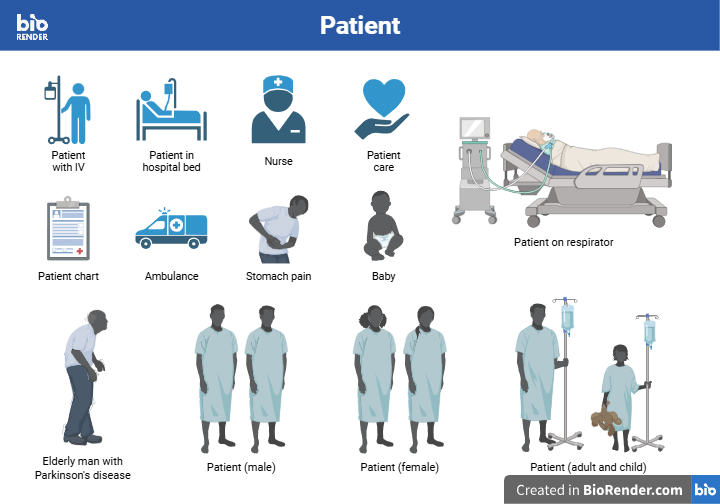 bio
RENDER
Patient
Patient
with IV
Patient in
hospital bed
Nurse
Patient
care
Patient on respirator
Patient chart
Ambulance
Stomach pain
Baby
Elderly man with
Parkinson's disease
Patient (male)
Patient (female)
Patient (adult and child)
Created in BioRender.com bio